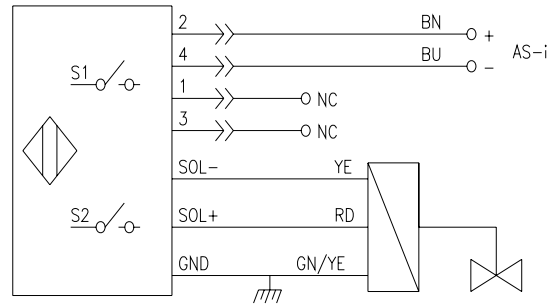 2 BN +
AS-i
4 BU -
S1
1 NC
3 NC
SOL- YE
S2 SOL+ RD
GND GN/YE